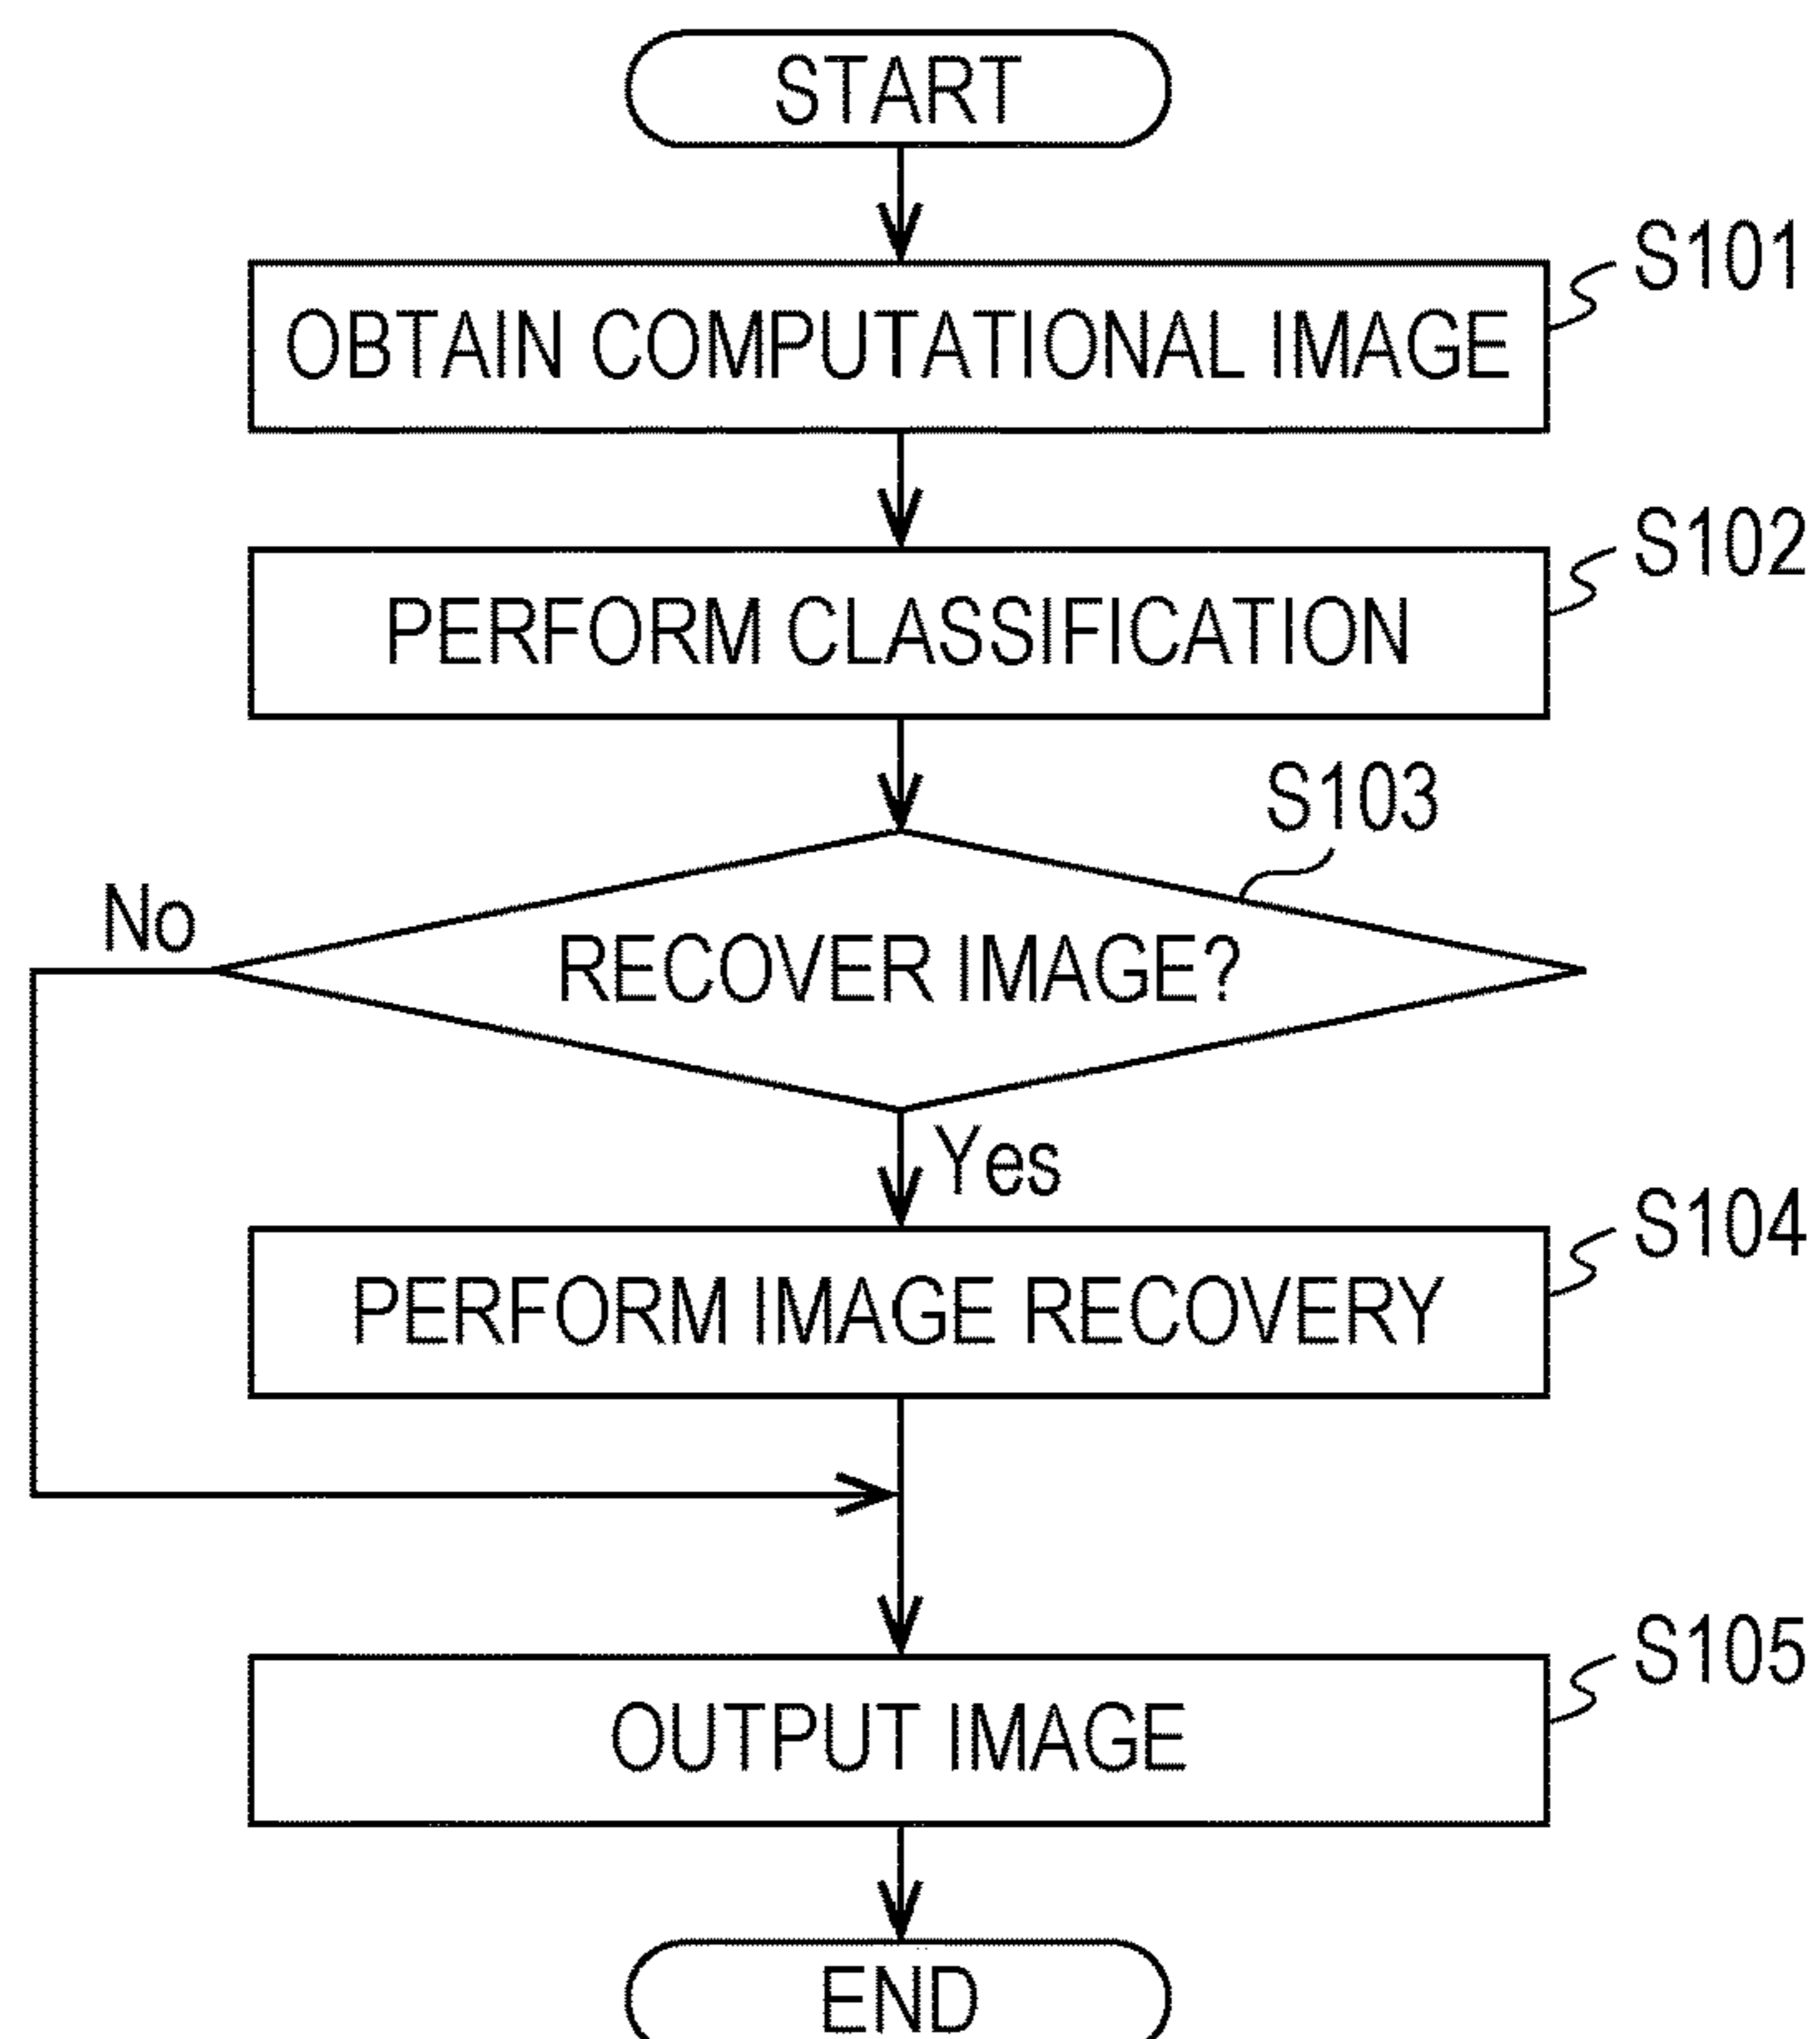 START
S101
OBTAIN COMPUTATIONAL IMAGE
S102
PERFORM CLASSIFICATION
S103
No
RECOVER IMAGE?
Yes
S104
PERFORM IMAGE RECOVERY
S105
OUTPUT IMAGE
END